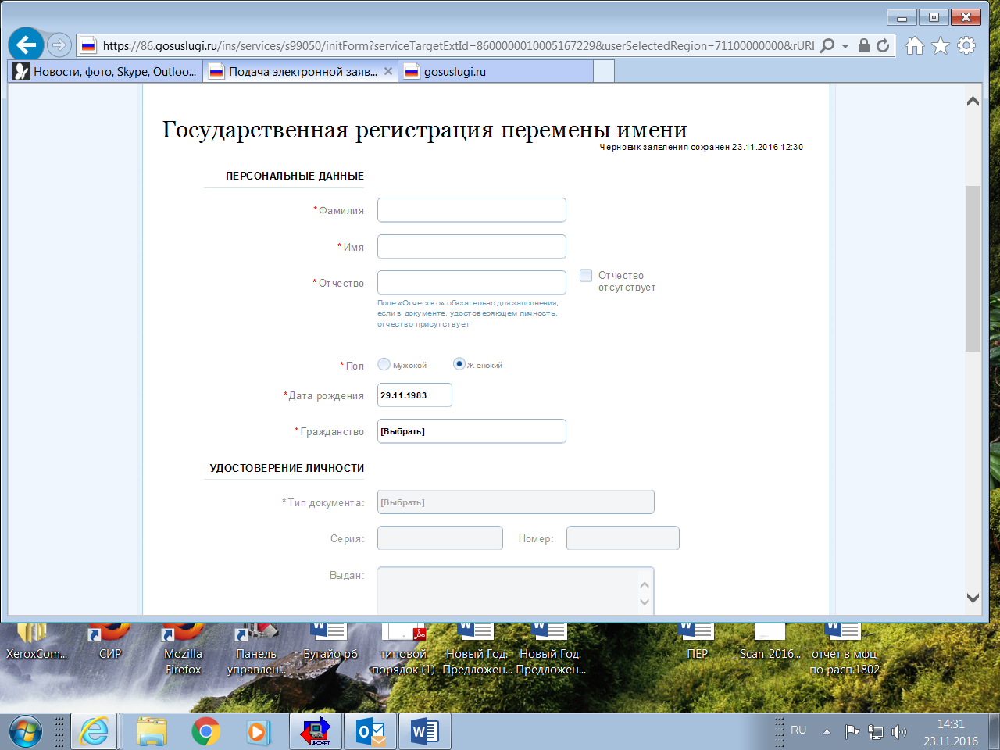 https://86.gosuslugi.ru/ins/services/s99050/initForm?serviceTargetExtId=8600000010005167229&userSelectedRegion=71100000000&rURI
Новости, фото, Skype, Outloo...
Подача электронной заяв...
gosuslugi.ru
Государственная регистрация перемены имени
Черновик заявления сохранен 23.11.2016 12:30
ПЕРСОНАЛЬНЫЕ ДАННЫЕ
*Фамилия
*Имя
*Отчество
Отчество
отсутствует
Поле «Отчество» обязательно для заполнения,
если в документе, удостоверяющем личность,
отчество присутствует
*Пол
Мужской
Женский
*Дата рождения
29.11.1983
*Гражданство
[Выбрать]
УДОСТОВЕРЕНИЕ ЛИЧНОСТИ
*Тип документа:
[Выбрать]
Серия:
Номер:
Выдан:
XeroxCom...
СИР
Mozilla
Firefox
Панель
управлен...
Бугайо рб
типовой
порядок (1)
Новый Год.
Предложен...
Новый Год.
Предложен...
ПЕР
Scan_2016...
отчет в мфц
по расп.1802
RU
14:31
23.11.2016